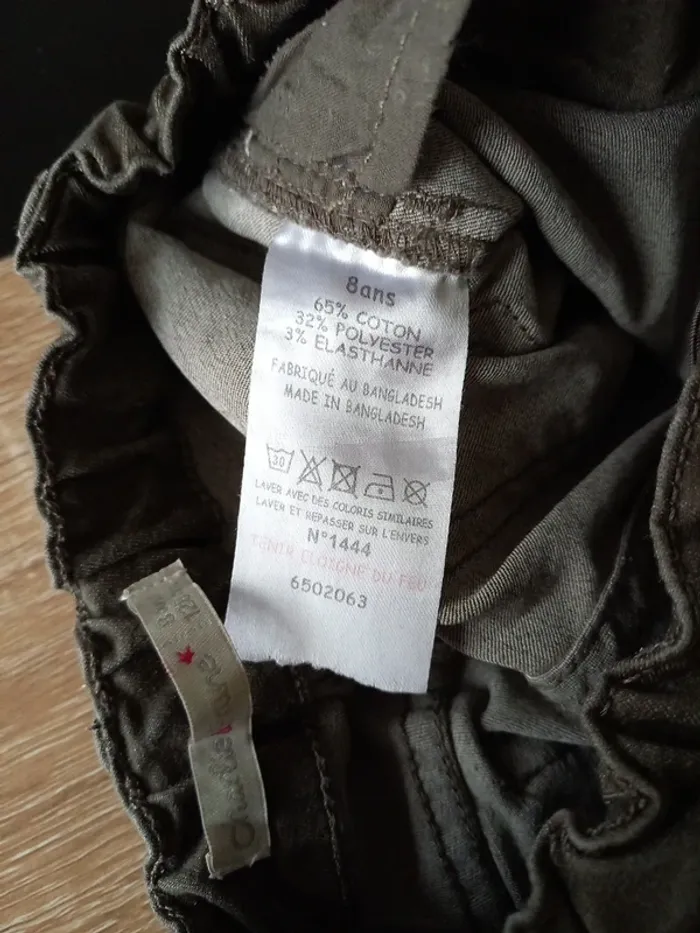 8ans
65% COTON
32% POLYESTER
3% ELASTHANNE
FABRIQUÉ AU BANGLADESH
MADE IN BANGLADESH
30
LAVER AVEC DES COLORIS SIMILAIRES
LAVER ET REPASSER SUR L'ENVERS
N°1444
TENIR ELOIGNE DU FEU
6502063